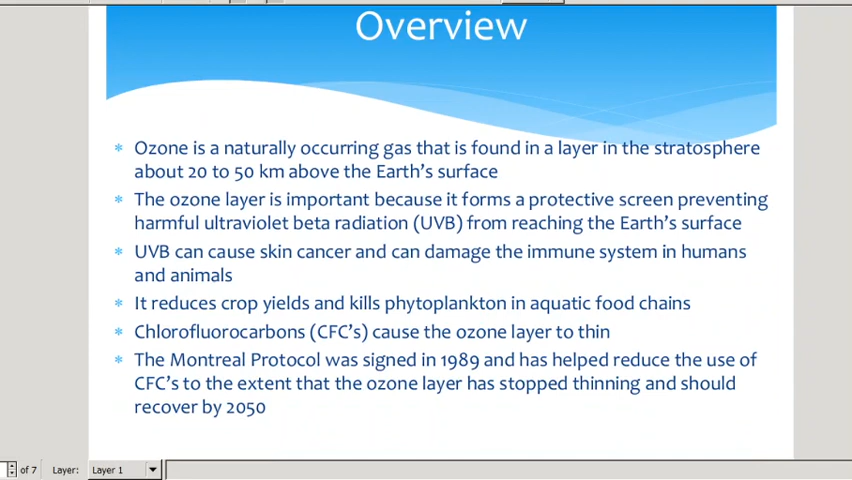 Overview
* Ozone is a naturally occurring gas that is found in a layer in the stratosphere
about 20 to 50 km above the Earth's surface
* The ozone layer is important because it forms a protective screen preventing
harmful ultraviolet beta radiation (UVB) from reaching the Earth's surface
* UVB can cause skin cancer and can damage the immune system in humans
and animals
* It reduces crop yields and kills phytoplankton in aquatic food chains
* Chlorofluorocarbons (CFC's) cause the ozone layer to thin
* The Montreal Protocol was signed in 1989 and has helped reduce the use of
CFC's to the extent that the ozone layer has stopped thinning and should
recover by 2050
of 7 Layer: Layer 1